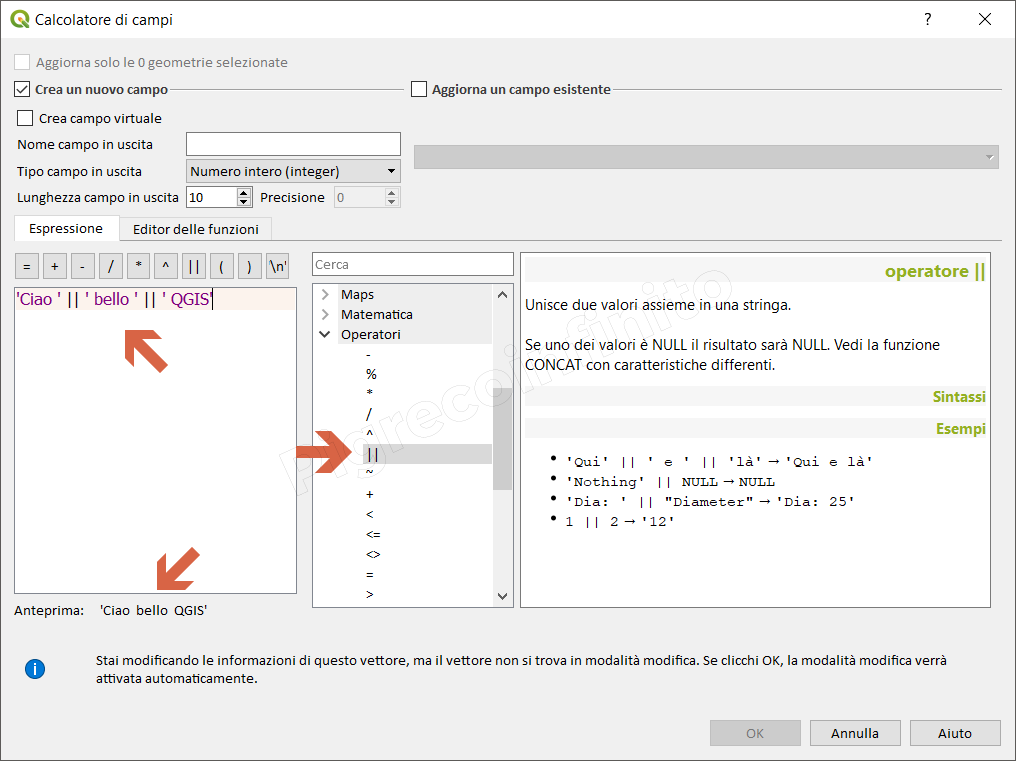 Calcolatore di campi
?
Aggiorna solo le 0 geometrie selezionate
Crea un nuovo campo
Aggiorna un campo esistente
Crea campo virtuale
Nome campo in uscita
Tipo campo in uscita Numero intero (integer)
Lunghezza campo in uscita 10 Precisione 0
Espressione Editor delle funzioni
= + - / * ^ || ( ) \n'
'Ciao ' || ' bello ' || ' QGIS'
Anteprima: 'Ciao  bello  QGIS'
Cerca
Maps
Matematica
Operatori
-
%
*
/
^
||
~
+
<
<=
<>
=
>
operatore ||
Unisce due valori assieme in una stringa.
Se uno dei valori è NULL il risultato sarà NULL. Vedi la funzione
CONCAT con caratteristiche differenti.
Sintassi
Esempi
• 'Qui' || ' e ' || 'là' → 'Qui e là'
• 'Nothing' || NULL → NULL
• 'Dia: ' || "Diameter" → 'Dia: 25'
• 1 || 2 → '12'
Pigrecoinfinito
Stai modificando le informazioni di questo vettore, ma il vettore non si trova in modalità modifica. Se clicchi OK, la modalità modifica verrà
attivata automaticamente.
OK Annulla Aiuto